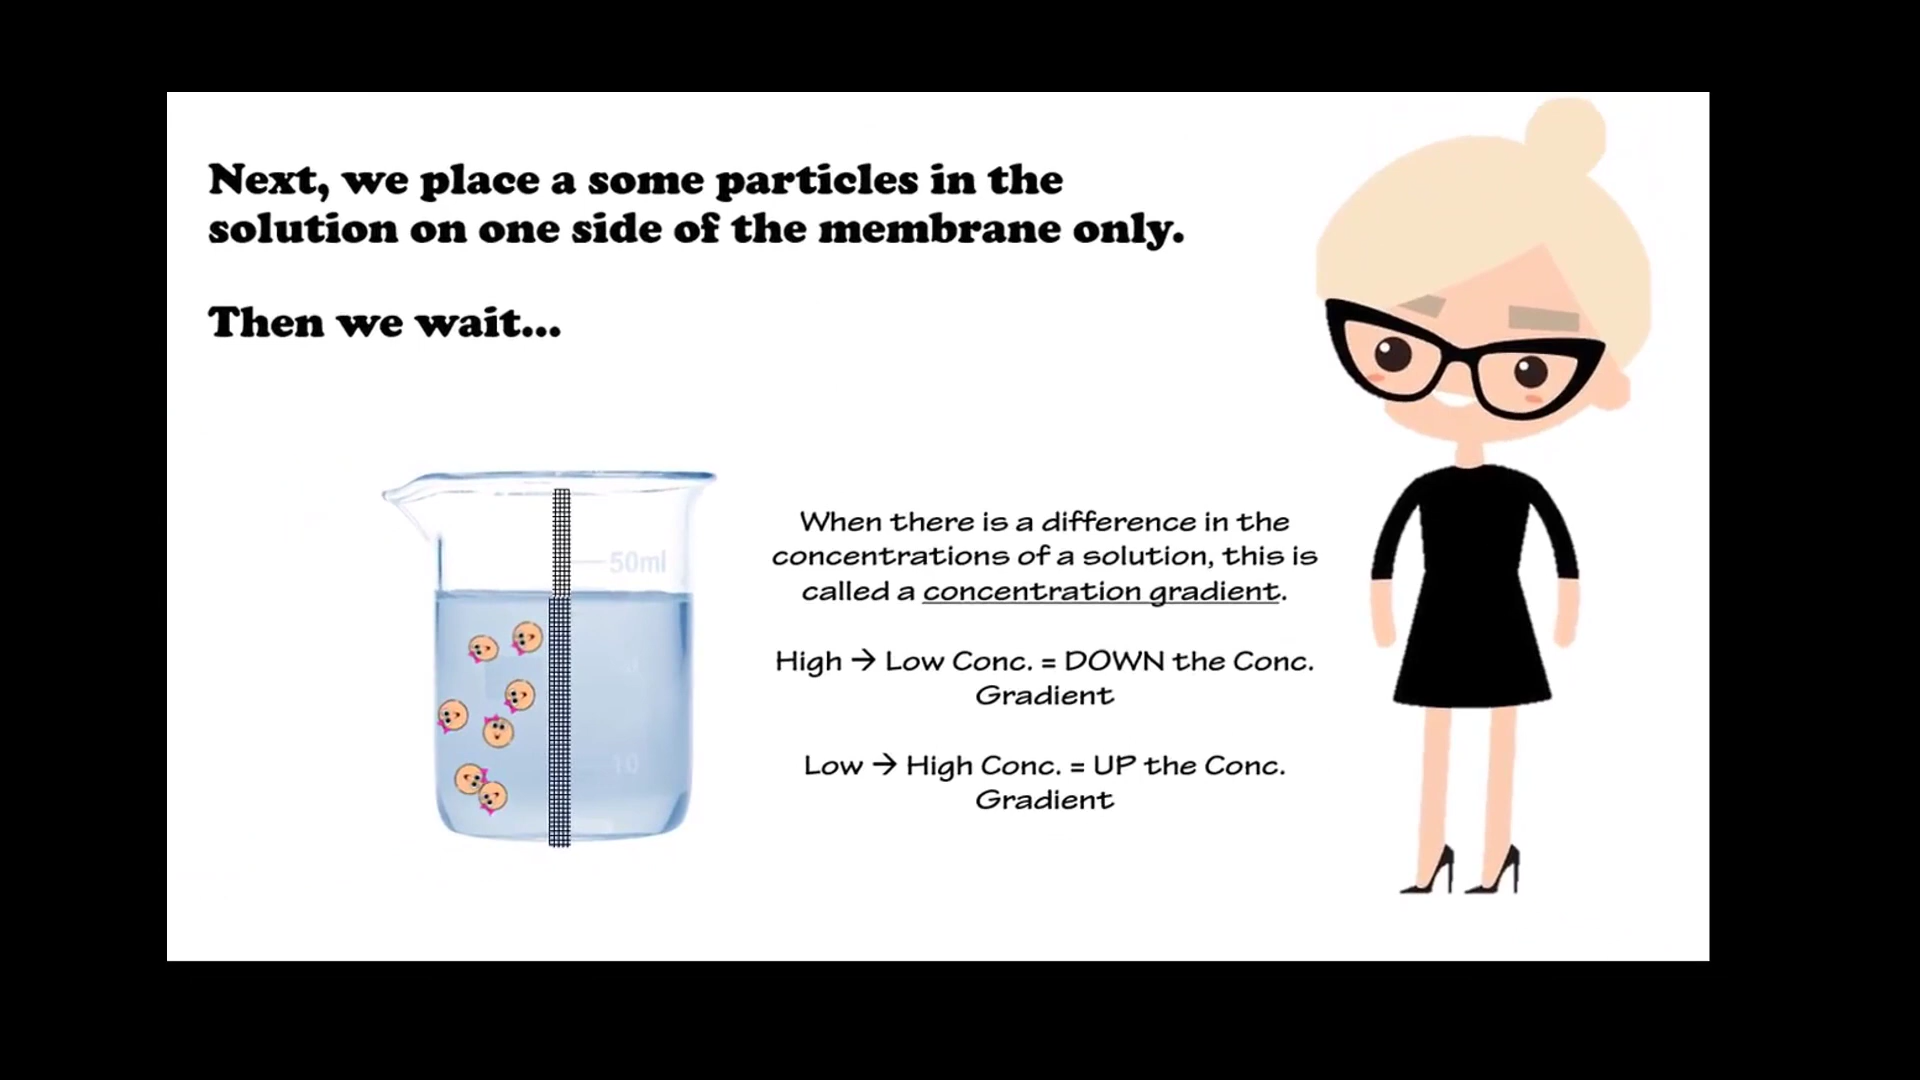 Next, we place a some particles in the
solution on one side of the membrane only.
Then we wait...
50ml
10
When there is a difference in the
concentrations of a solution, this is
called a concentration gradient.
High → Low Conc. = DOWN the Conc.
Gradient
Low → High Conc. = UP the Conc.
Gradient